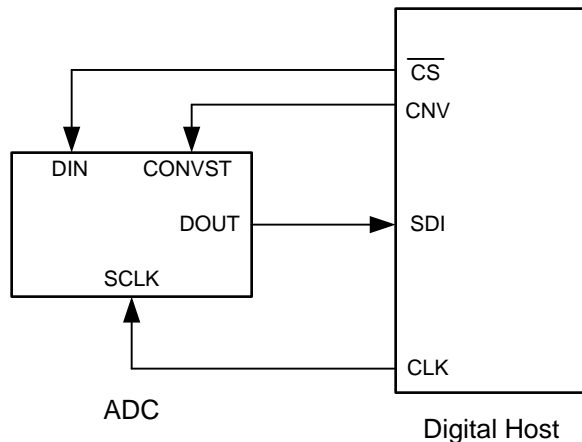 CS
CNV
DIN
CONVST
DOUT
SDI
SCLK
CLK
ADC
Digital Host